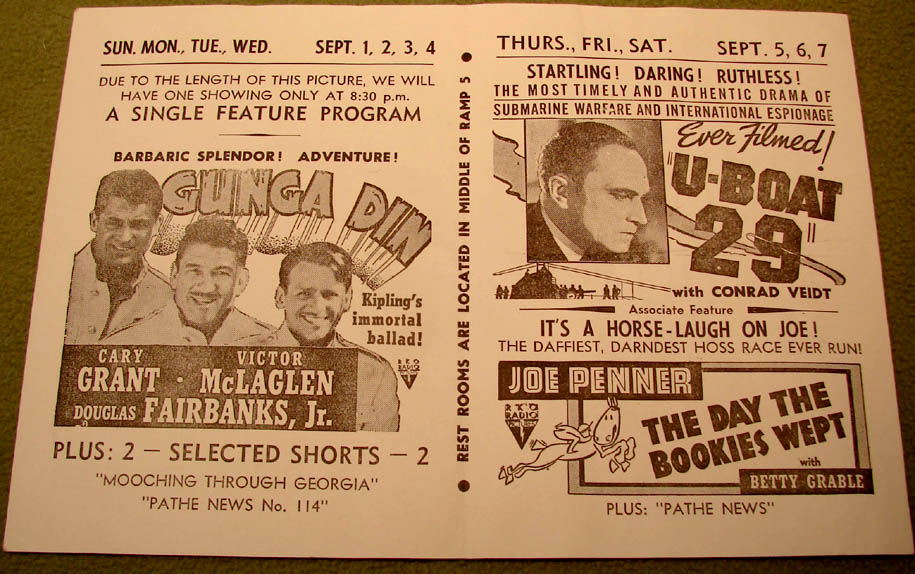 SUN. MON., TUE., WED. SEPT. 1, 2, 3, 4
DUE TO THE LENGTH OF THIS PICTURE, WE WILL
HAVE ONE SHOWING ONLY AT 8:30 p.m.
A SINGLE FEATURE PROGRAM
BARBARIC SPLENDOR! ADVENTURE!
GUNGA DIN
Kipling's
immortal
ballad!
RKO
RADIO
CARY VICTOR
GRANT · McLAGLEN
DOUGLAS FAIRBANKS, Jr.
PLUS: 2 — SELECTED SHORTS — 2
"MOOCHING THROUGH GEORGIA"
"PATHE NEWS No. 114"
REST ROOMS ARE LOCATED IN MIDDLE OF RAMP 5
THURS., FRI., SAT. SEPT. 5, 6, 7
STARTLING! DARING! RUTHLESS!
THE MOST TIMELY AND AUTHENTIC DRAMA OF
SUBMARINE WARFARE AND INTERNATIONAL ESPIONAGE
Ever Filmed!
"U-BOAT
29"
with CONRAD VEIDT
Associate Feature
IT'S A HORSE-LAUGH ON JOE!
THE DAFFIEST, DARNDEST HOSS RACE EVER RUN!
JOE PENNER
RKO
RADIO
PICTURES
THE DAY THE
BOOKIES WEPT
with
BETTY GRABLE
PLUS: "PATHE NEWS"